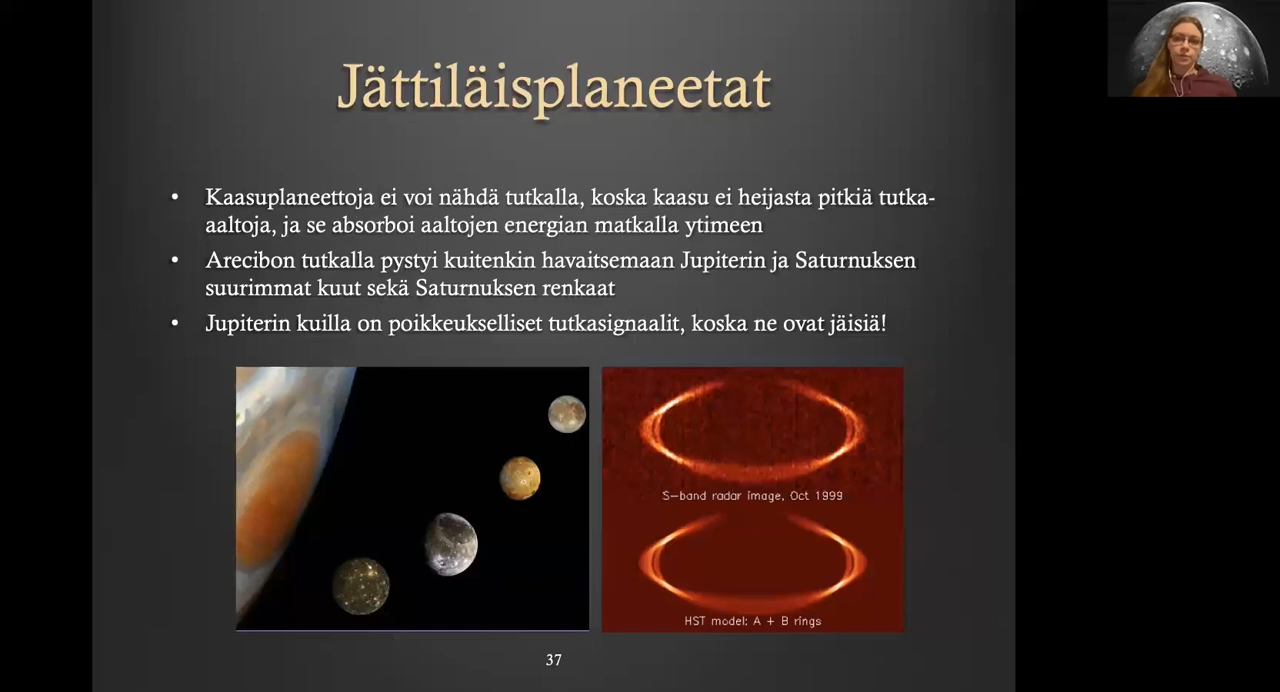 Jättiläisplaneetat
• Kaasuplaneettoja ei voi nähdä tutkalla, koska kaasu ei heijasta pitkiä tutka-
aaltoja, ja se absorboi aaltojen energian matkalla ytimeen
• Arecibon tutkalla pystyi kuitenkin havaitsemaan Jupiterin ja Saturnuksen
suurimmat kuut sekä Saturnuksen renkaat
• Jupiterin kuilla on poikkeukselliset tutkasignaalit, koska ne ovat jäisiä!
S-band radar image, Oct 1999
HST model: A + B rings
37